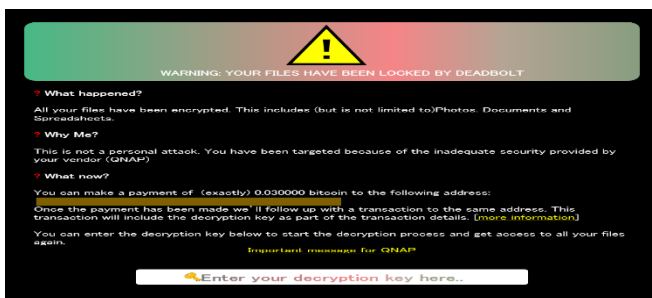 !
WARNING: YOUR FILES HAVE BEEN LOCKED BY DEADBOLT
? What happened?
All your files have been encrypted. This includes (but is not limited to)Photos. Documents and
Spreadsheets.
? Why Me?
This is not a personal attack. You have been targeted because of the inadequate security provided by
your vendor (QNAP)
? What now?
You can make a payment of (exactly) 0.030000 bitcoin to the following address:
Once the payment has been made we'll follow up with a transaction to the same address. This
transaction will include the decryption key as part of the transaction details. [more information]
You can enter the decryption key below to start the decryption process and get access to all your files
again.
Important message for QNAP
Enter your decryption key here..